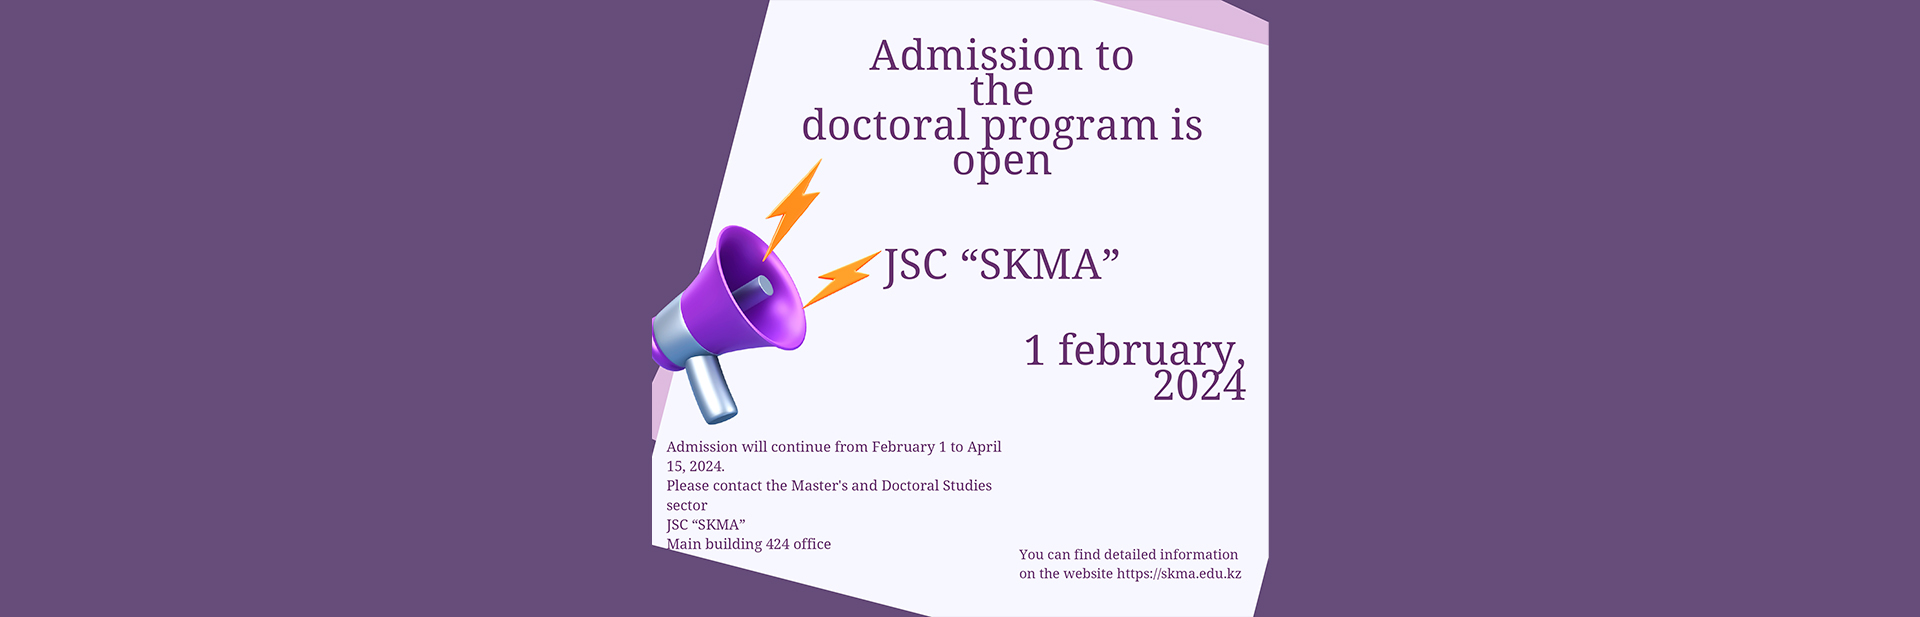 Admission to
the
doctoral program is
open
JSC “SKMA”
1 february,
2024
Admission will continue from February 1 to April
15, 2024.
Please contact the Master's and Doctoral Studies
sector
JSC “SKMA”
Main building 424 office
You can find detailed information
on the website https://skma.edu.kz